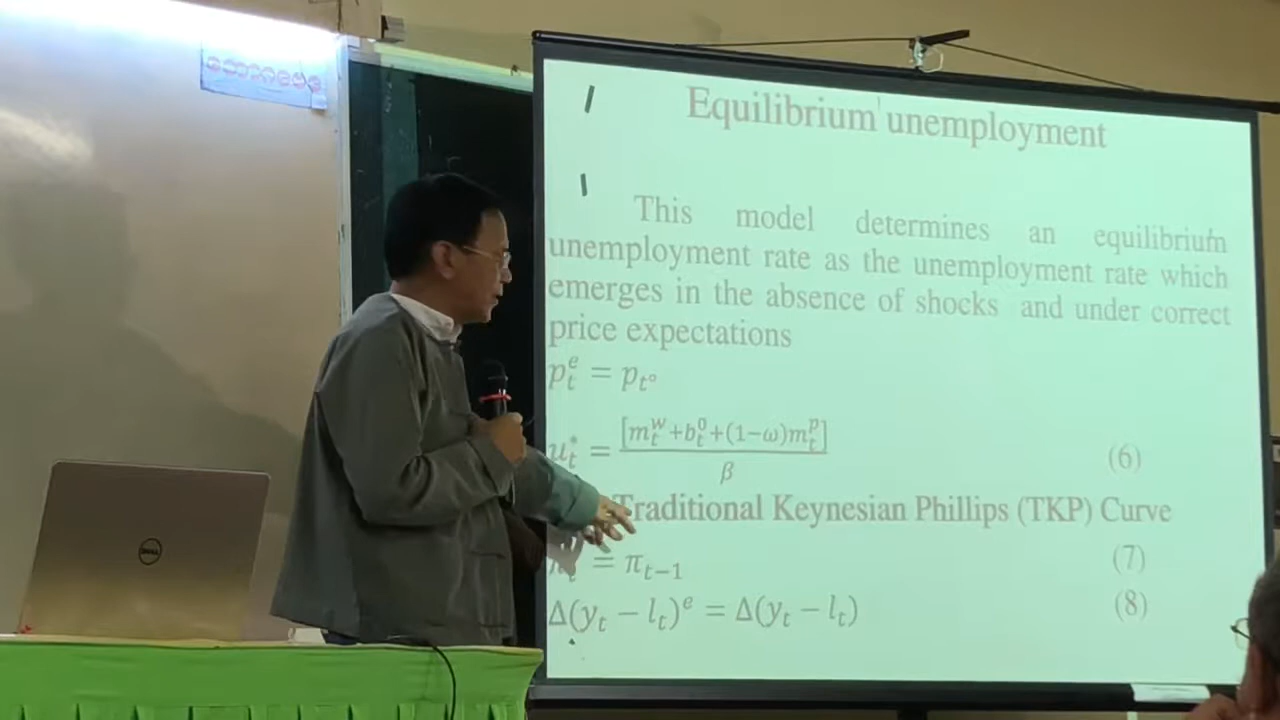 Equilibrium unemployment
This model determines an equilibrium
unemployment rate as the unemployment rate which
emerges in the absence of shocks and under correct
price expectations
p_t^e = p_{t°}
u_t^* = [m_t^w+b_t^0+(1−ω)m_t^p] / β (6)
Traditional Keynesian Phillips (TKP) Curve
= π_{t−1} (7)
Δ(y_t − l_t)^e = Δ(y_t − l_t) (8)
DELL